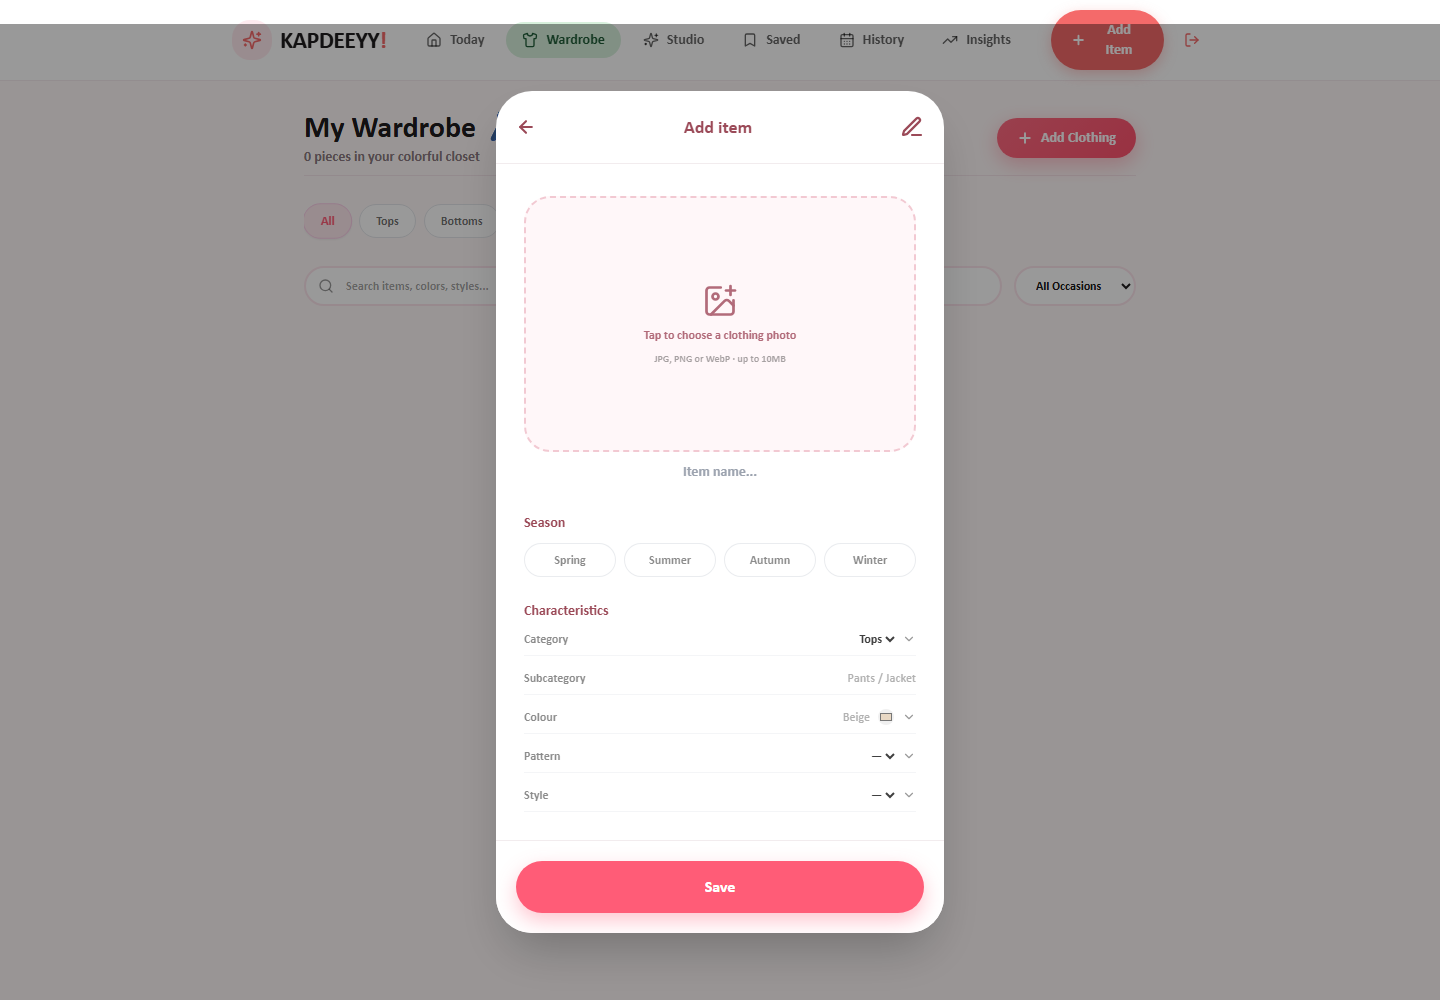 KAPDEEYY!
Today
Wardrobe
Studio
Saved
History
Insights
Add
Item
My Wardrobe
0 pieces in your colorful closet
Add Clothing
All
Tops
Bottoms
Search items, colors, styles...
All Occasions
Add item
Tap to choose a clothing photo
JPG, PNG or WebP · up to 10MB
Item name...
Season
Spring
Summer
Autumn
Winter
Characteristics
Category
Tops
Subcategory
Pants / Jacket
Colour
Beige
Pattern
—
Style
—
Save